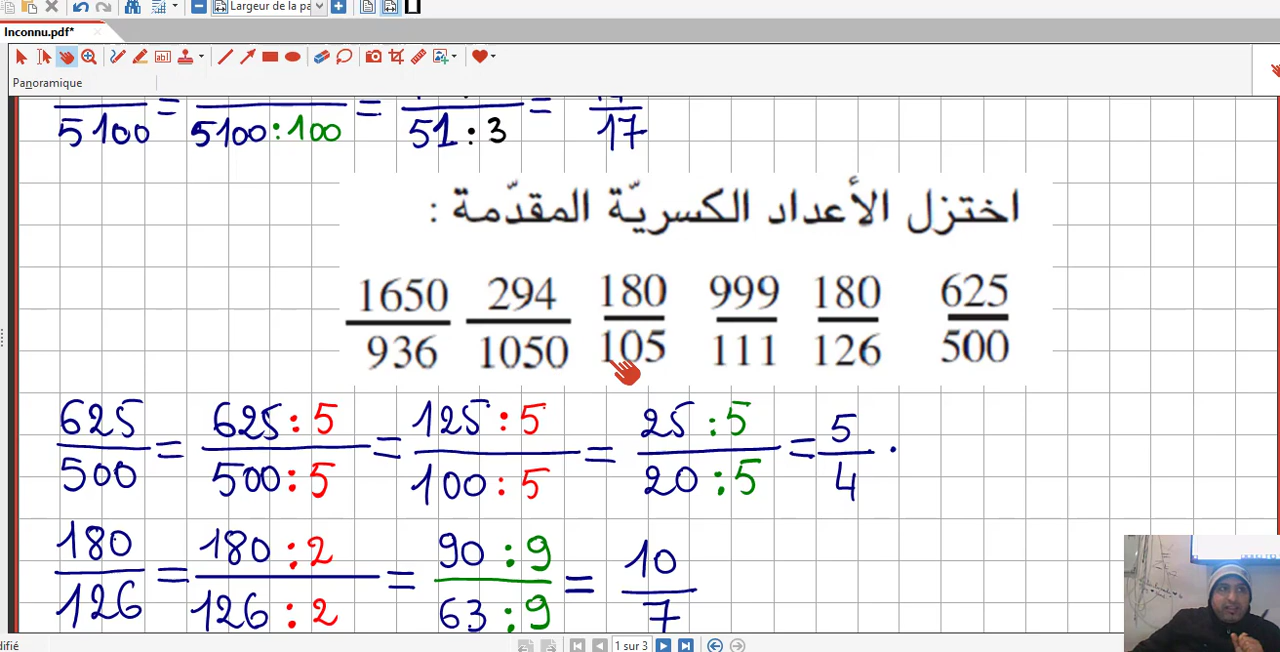 Largeur de la pa
Inconnu.pdf*
Panoramique
5100 = 5100:100 = 51:3 = 17
اختزل الأعداد الكسريّة المقدّمة :
1650 294 180 999 180 625
936 1050 105 111 126 500
625 = 625:5 = 125:5 = 25:5 = 5 .
500 500:5 100:5 20:5 4
180 = 180:2 = 90:9 = 10
126 126:2 63:9 7
difié 1 sur 3